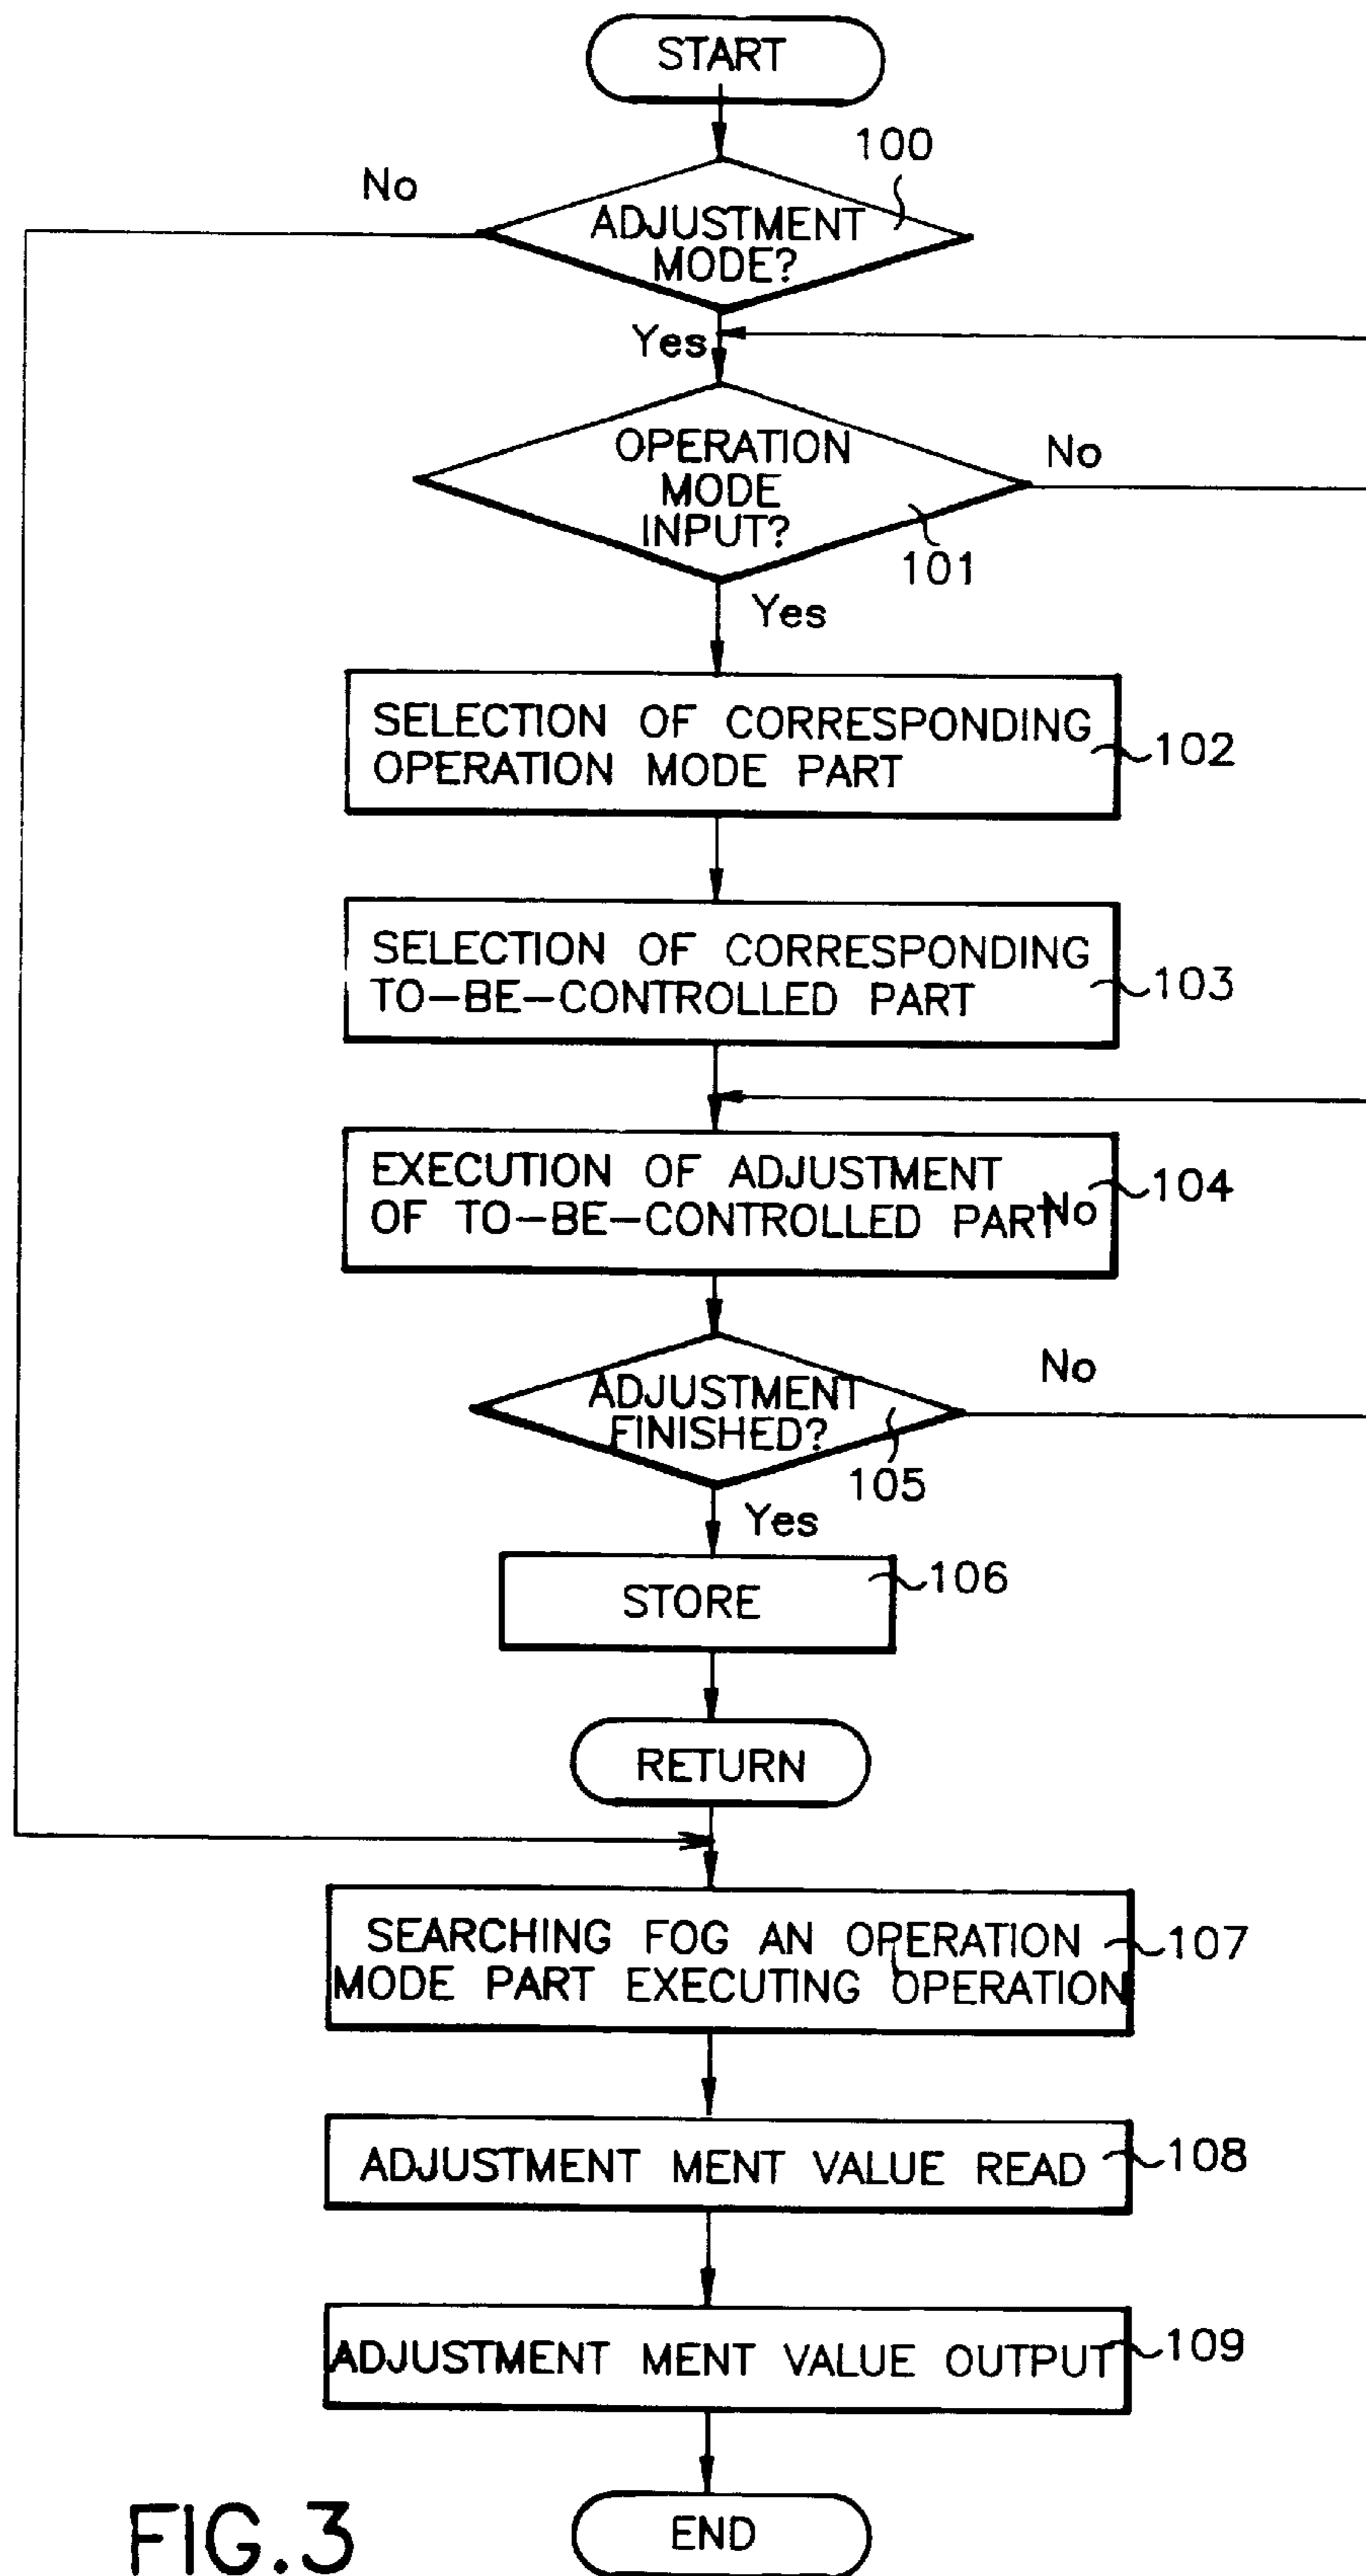 START
100
No
ADJUSTMENT
MODE?
Yes
OPERATION
MODE
INPUT?
No
101
Yes
SELECTION OF CORRESPONDING
OPERATION MODE PART
102
SELECTION OF CORRESPONDING
TO-BE-CONTROLLED PART
103
EXECUTION OF ADJUSTMENT
OF TO-BE-CONTROLLED PART
No
104
ADJUSTMENT
FINISHED?
No
105
Yes
STORE
106
RETURN
SEARCHING FOG AN OPERATION
MODE PART EXECUTING OPERATION
107
ADJUSTMENT MENT VALUE READ
108
ADJUSTMENT MENT VALUE OUTPUT
109
END
FIG.3